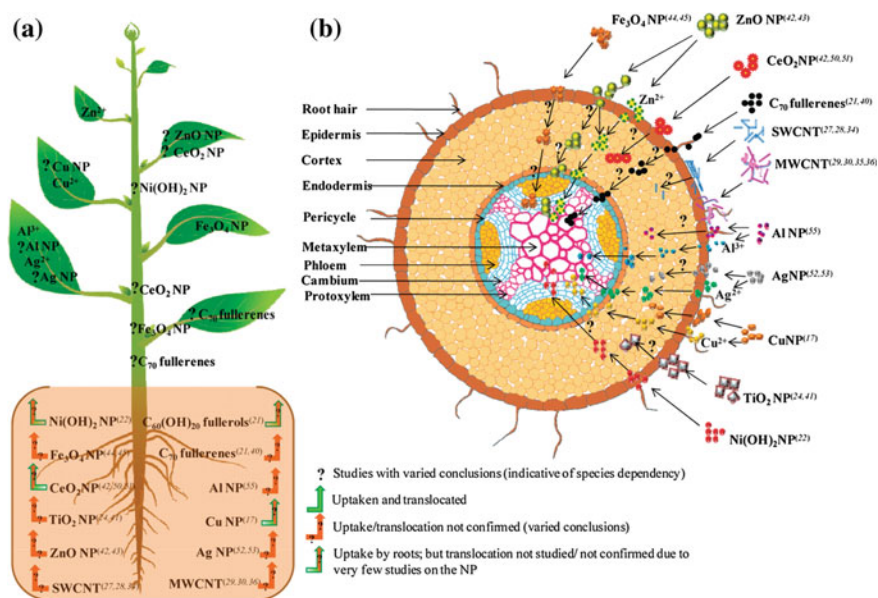 (a)
Zn²⁺
? ZnO NP
? CeO₂ NP
? Cu NP
Cu²⁺
? Ni(OH)₂ NP
Fe₃O₄ NP
Al³⁺
? Al NP
Ag²⁺
? Ag NP
? CeO₂ NP
? C₇₀ fullerenes
? Fe₃O₄ NP
? C₇₀ fullerenes
? Ni(OH)₂ NP(22)
C₆₀(OH)₂₀ fullerols(21) ?
? Fe₃O₄ NP(44,45)
C₇₀ fullerenes(21,40) ?
? CeO₂NP(42,50,51)
Al NP(55) ?
? TiO₂ NP(24,41)
Cu NP(17) ?
? ZnO NP(42,43)
Ag NP(52,53) ?
? SWCNT(27,28,34)
MWCNT(29,30,36) ?
(b)
Fe₃O₄ NP(44,45)
ZnO NP(42,43)
CeO₂NP(42,50,51)
Zn²⁺
C₇₀ fullerenes(21,40)
SWCNT(27,28,34)
MWCNT(29,30,35,36)
Al NP(55)
Al³⁺
AgNP(52,53)
Ag²⁺
CuNP(17)
Cu²⁺
TiO₂ NP(24,41)
Ni(OH)₂NP(22)
? ? ? ? ? ? ? ? ? ? ? ? ?
Root hair
Epidermis
Cortex
Endodermis
Pericycle
Metaxylem
Phloem
Cambium
Protoxylem
? Studies with varied conclusions (indicative of species dependency)
Uptaken and translocated
? Uptake/translocation not confirmed (varied conclusions)
? Uptake by roots; but translocation not studied/ not confirmed due to
very few studies on the NP